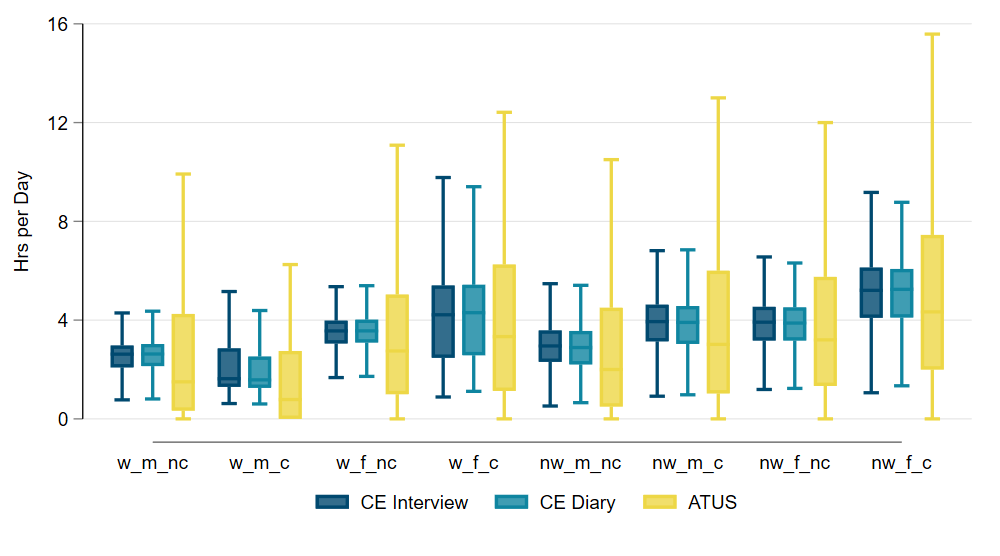 16
12
8
4
0
Hrs per Day
w_m_nc w_m_c w_f_nc w_f_c nw_m_nc nw_m_c nw_f_nc nw_f_c
CE Interview CE Diary ATUS